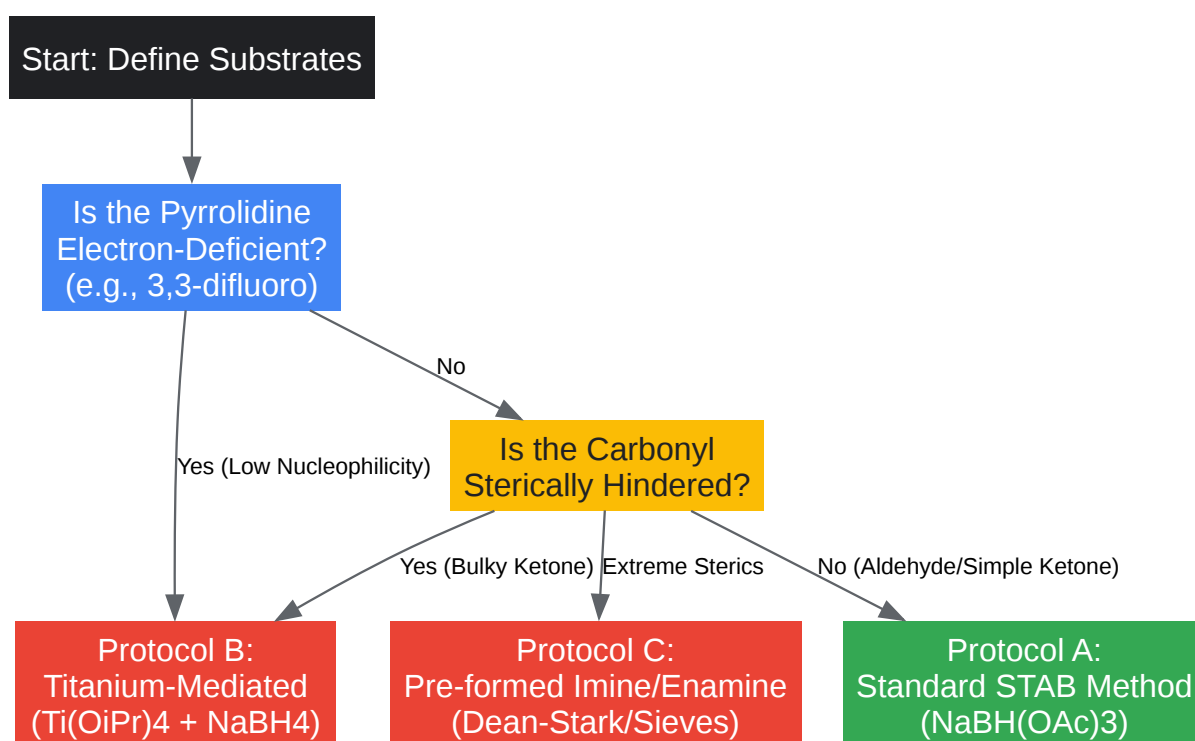 Start: Define Substrates
Is the Pyrrolidine
Electron-Deficient?
(e.g., 3,3-difluoro)
No
Is the Carbonyl
Sterically Hindered?
Yes (Low Nucleophilicity)
Yes (Bulky Ketone)
Extreme Sterics
No (Aldehyde/Simple Ketone)
Protocol B:
Titanium-Mediated
(Ti(OiPr)4 + NaBH4)
Protocol C:
Pre-formed Imine/Enamine
(Dean-Stark/Sieves)
Protocol A:
Standard STAB Method
(NaBH(OAc)3)